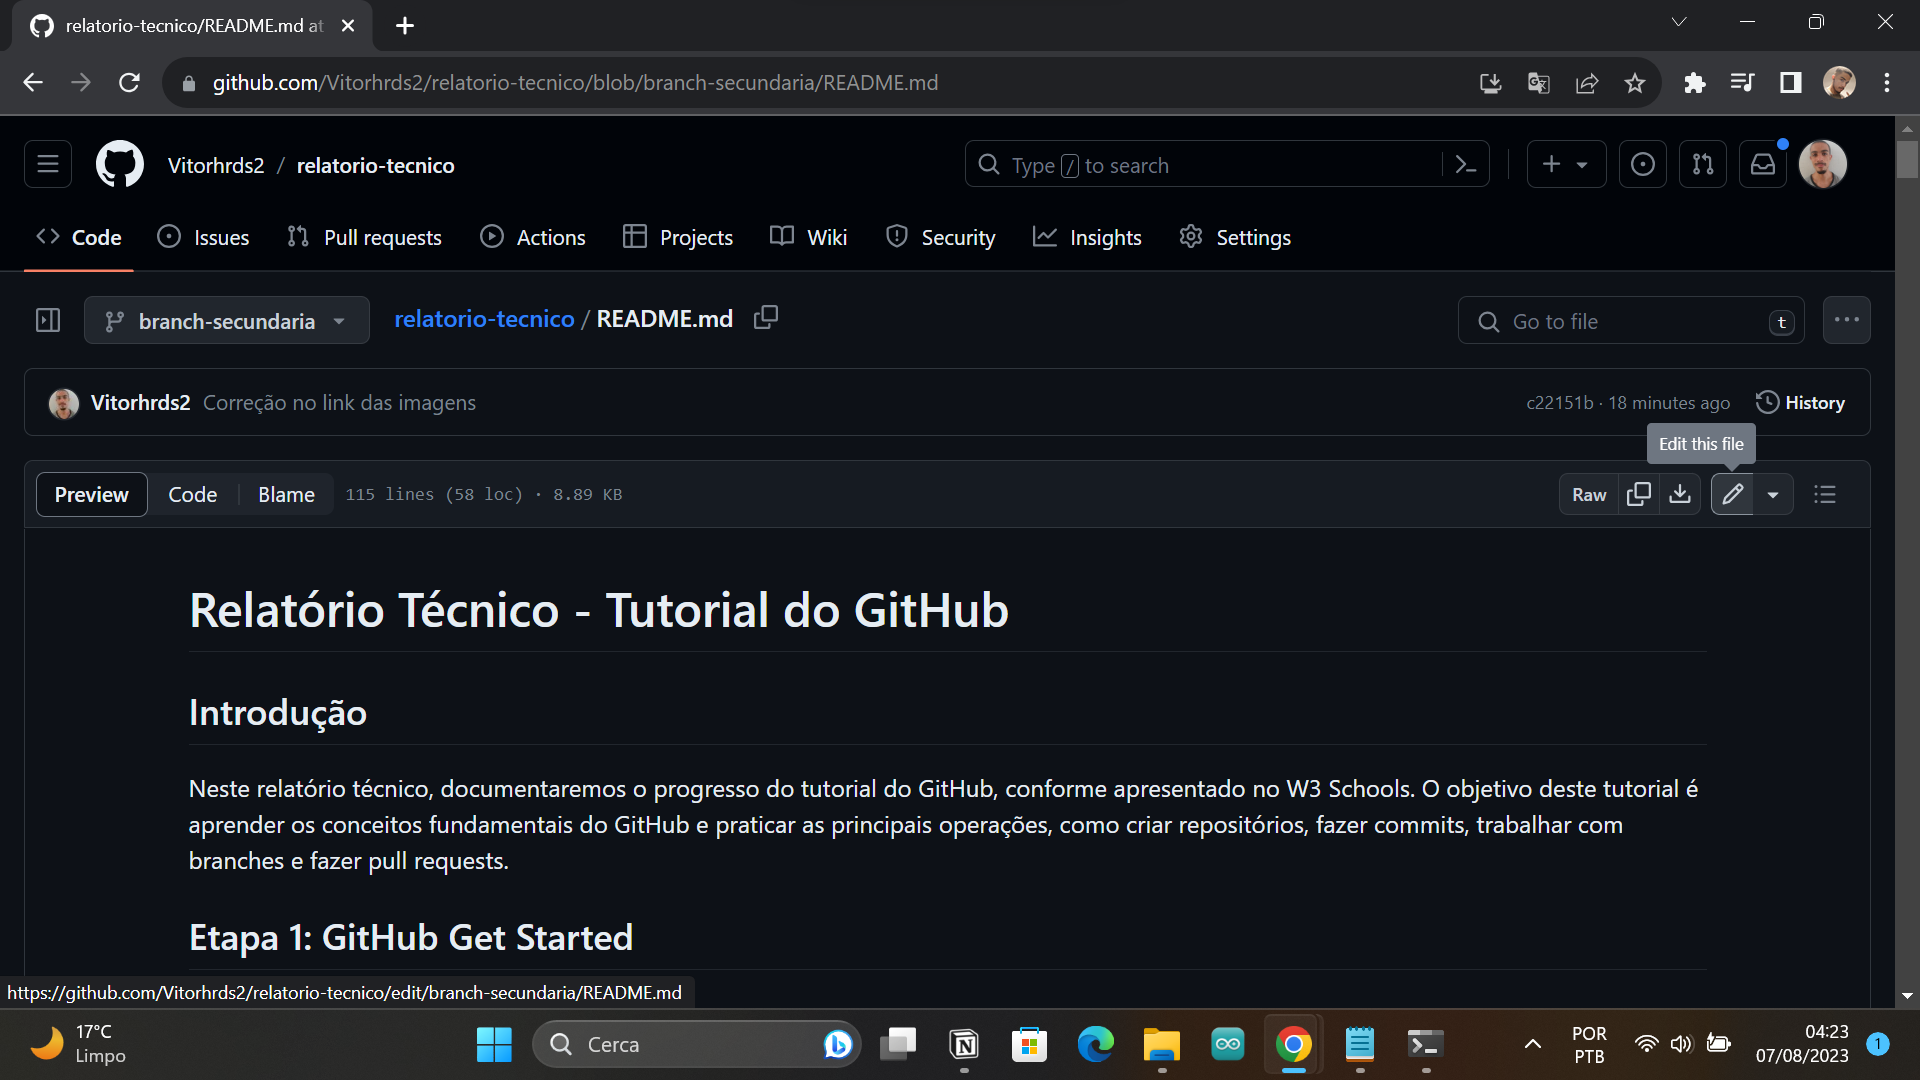 relatorio-tecnico/README.md at
github.com/Vitorhrds2/relatorio-tecnico/blob/branch-secundaria/README.md
Vitorhrds2 / relatorio-tecnico
Type / to search
Code Issues Pull requests Actions Projects Wiki Security Insights Settings
branch-secundaria relatorio-tecnico / README.md
Go to file t
Vitorhrds2 Correção no link das imagens c22151b · 18 minutes ago History
Edit this file
Preview Code Blame 115 lines (58 loc) · 8.89 KB Raw
Relatório Técnico - Tutorial do GitHub
Introdução
Neste relatório técnico, documentaremos o progresso do tutorial do GitHub, conforme apresentado no W3 Schools. O objetivo deste tutorial é
aprender os conceitos fundamentais do GitHub e praticar as principais operações, como criar repositórios, fazer commits, trabalhar com
branches e fazer pull requests.
Etapa 1: GitHub Get Started
https://github.com/Vitorhrds2/relatorio-tecnico/edit/branch-secundaria/README.md
17°C
Limpo
Cerca
POR
PTB
04:23
07/08/2023
1